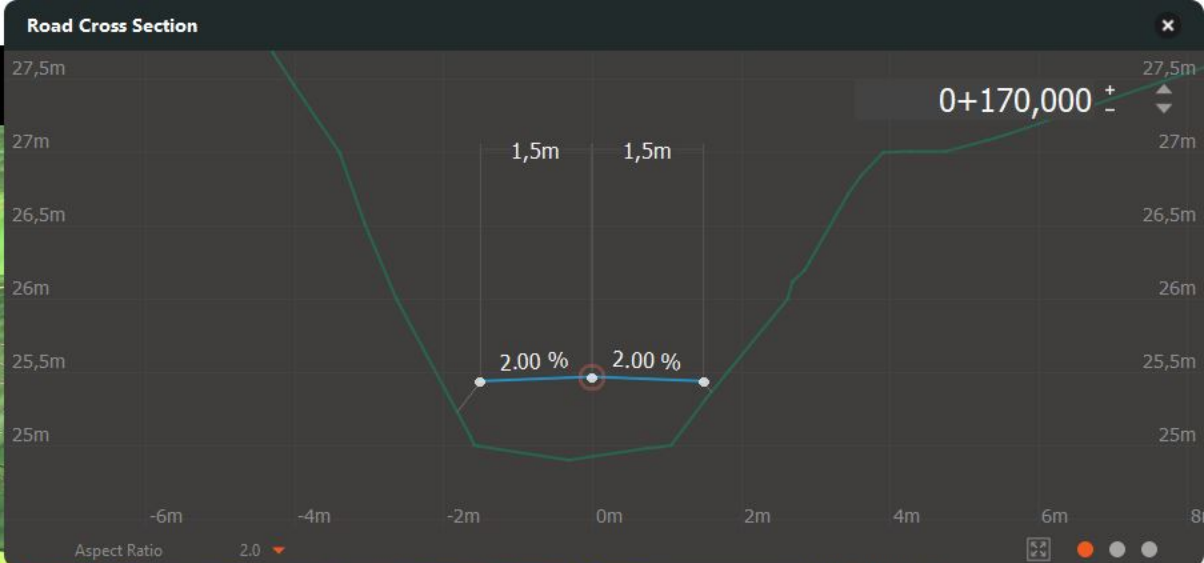 Road Cross Section
27,5m 27,5m
0+170,000 + -
27m 27m
1,5m 1,5m
26,5m 26,5m
26m 26m
25,5m 2.00 % 2.00 % 25,5m
25m 25m
-6m -4m -2m 0m 2m 4m 6m
Aspect Ratio 2.0